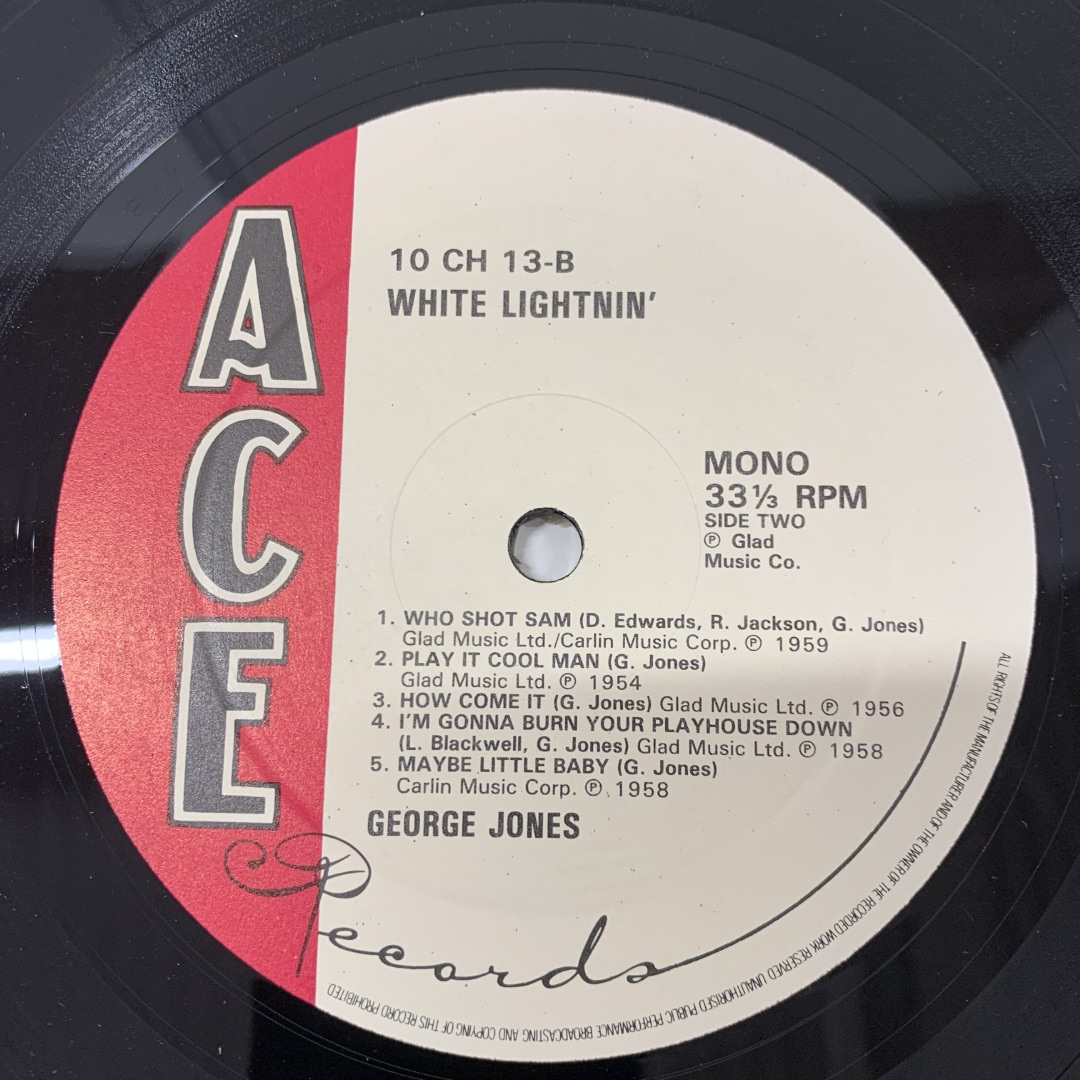 ACE
Records
10 CH 13-B
WHITE LIGHTNIN'
MONO
33⅓ RPM
SIDE TWO
℗ Glad
Music Co.
1. WHO SHOT SAM (D. Edwards, R. Jackson, G. Jones)
Glad Music Ltd./Carlin Music Corp. ℗ 1959
2. PLAY IT COOL MAN (G. Jones)
Glad Music Ltd. ℗ 1954
3. HOW COME IT (G. Jones) Glad Music Ltd. ℗ 1956
4. I'M GONNA BURN YOUR PLAYHOUSE DOWN
(L. Blackwell, G. Jones) Glad Music Ltd. ℗ 1958
5. MAYBE LITTLE BABY (G. Jones)
Carlin Music Corp. ℗ 1958
GEORGE JONES
ALL RIGHTS OF THE MANUFACTURER AND OF THE OWNER OF THE RECORDED WORK RESERVED UNAUTHORISED PUBLIC PERFORMANCE BROADCASTING AND COPYING OF THIS RECORD PROHIBITED